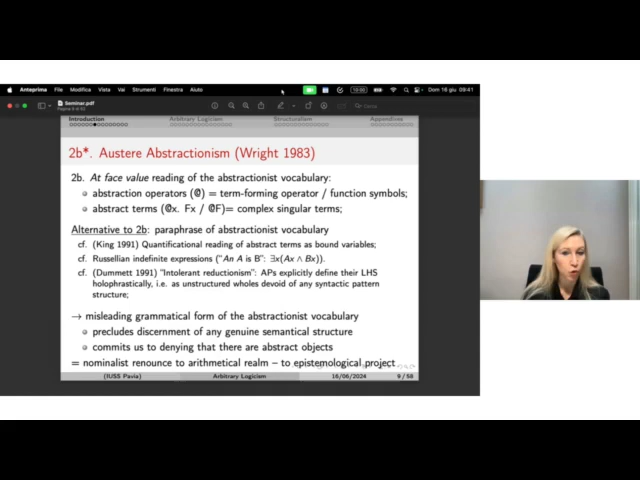 Anteprima File Modifica Vista Vai Strumenti Finestra Aiuto Dom 16 giu 09:41
Seminar.pdf
Pagina 9 di 92
Introduction Arbitrary Logicism Structuralism Appendices
2b*. Austere Abstractionism (Wright 1983)
2b. At face value reading of the abstractionist vocabulary:
abstraction operators (@) = term-forming operator / function symbols;
abstract terms (@x. Fx / @F)= complex singular terms;
Alternative to 2b: paraphrase of abstractionist vocabulary
cf. (King 1991) Quantificational reading of abstract terms as bound variables;
cf. Russellian indefinite expressions ("An A is B": ∃x(Ax ∧ Bx)).
cf. (Dummett 1991) "Intolerant reductionism": APs explicitly define their LHS
holophrastically, i.e. as unstructured wholes devoid of any syntactic pattern
structure;
→ misleading grammatical form of the abstractionist vocabulary
precludes discernment of any genuine semantical structure
commits us to denying that there are abstract objects
= nominalist renounce to arithmetical realm – to epistemological project
(IUSS Pavia) Arbitrary Logicism 16/06/2024 9 / 58